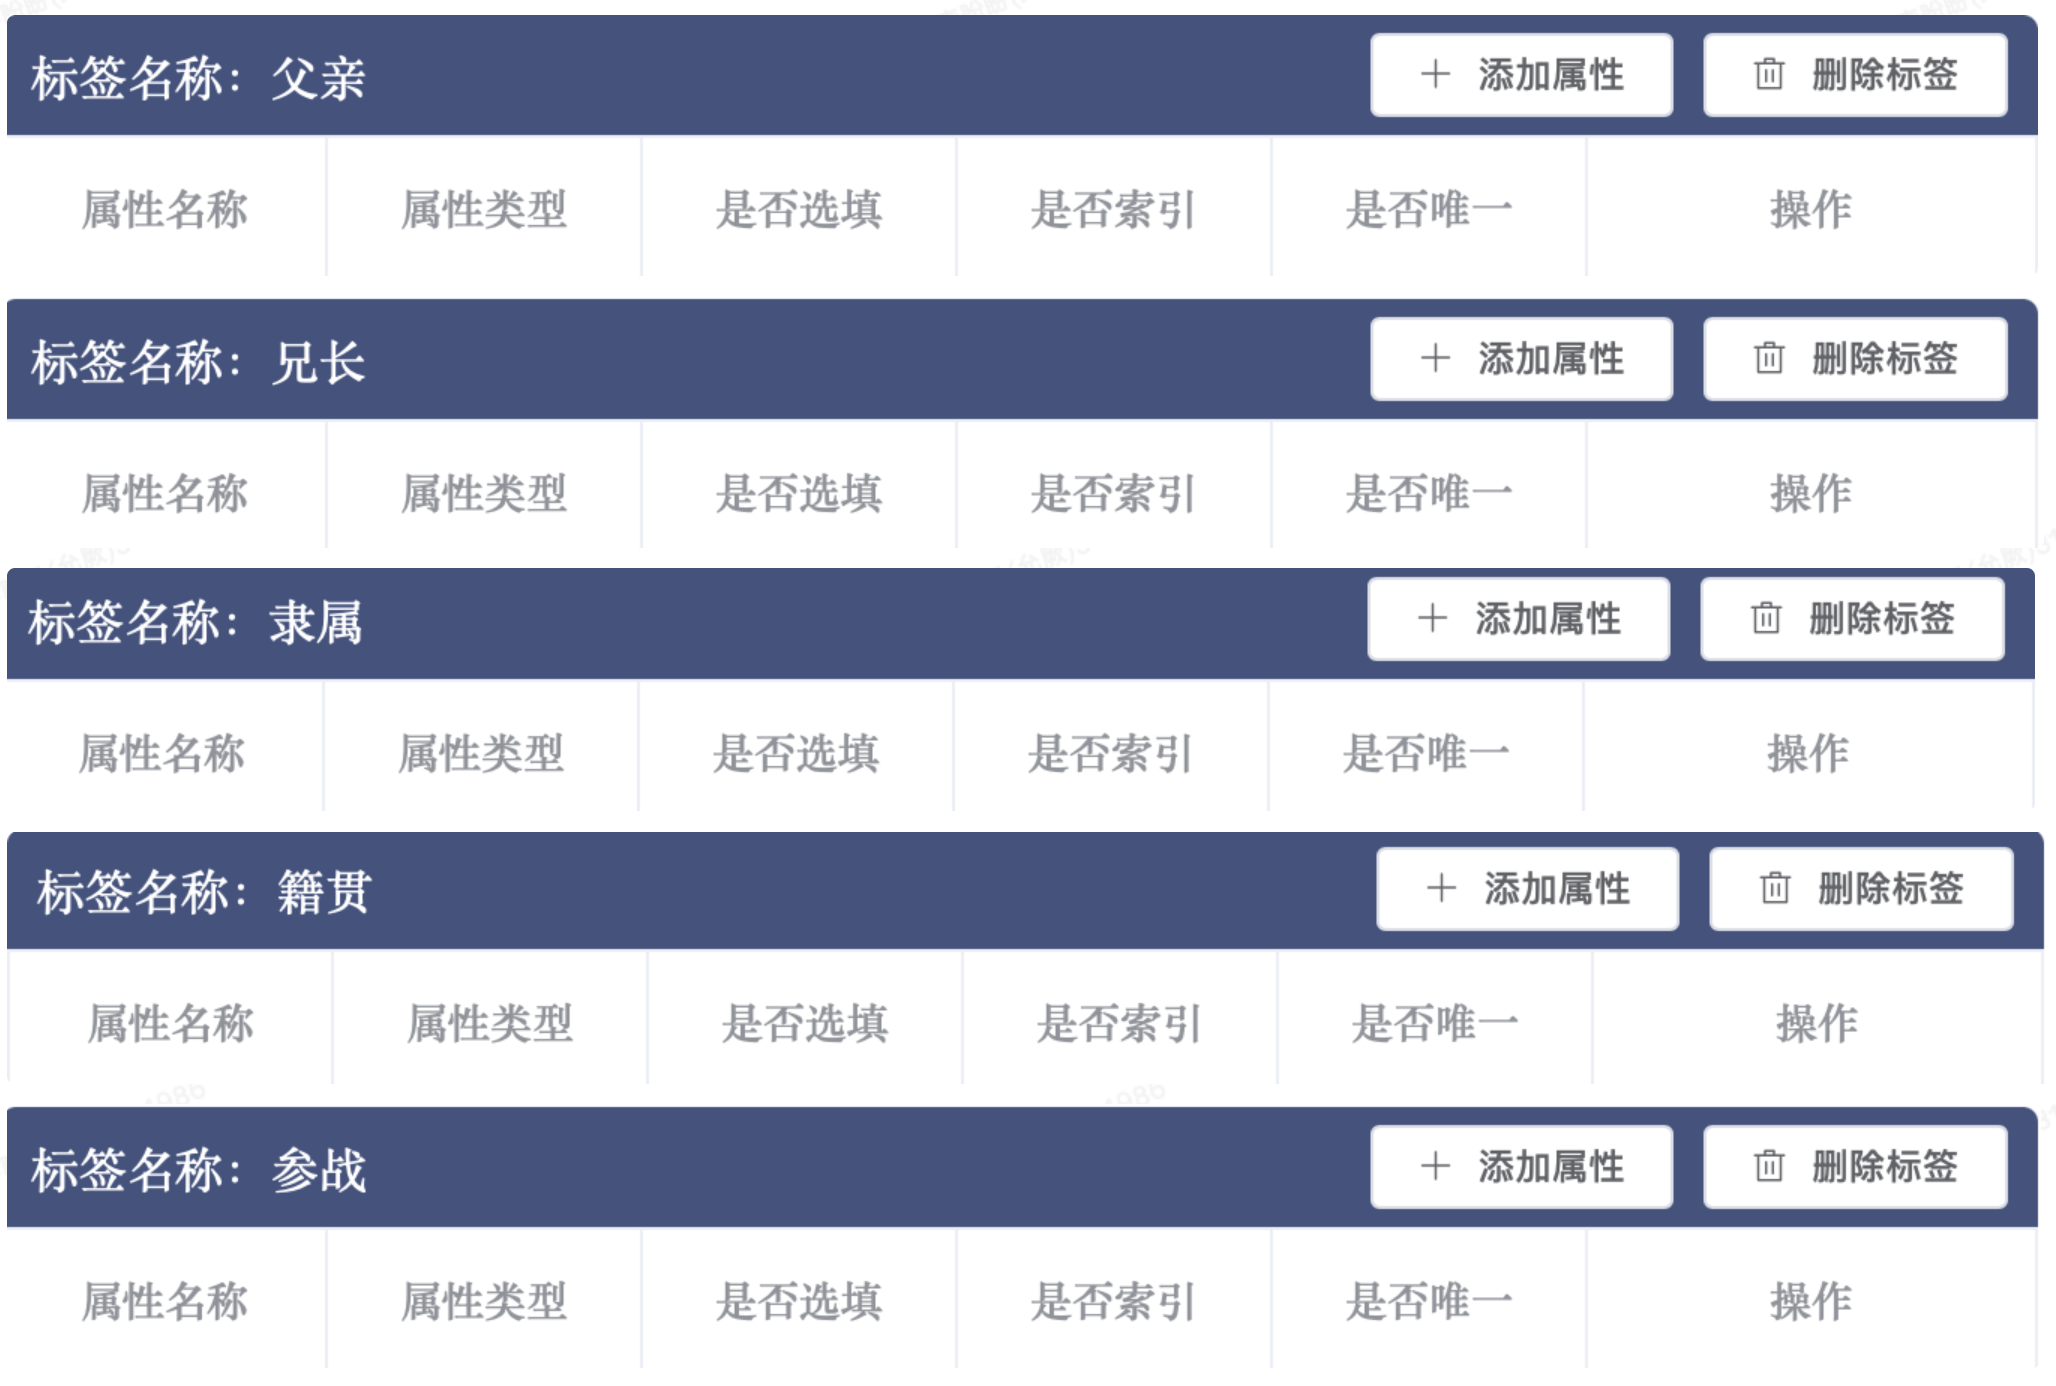 标签名称：父亲 添加属性 删除标签
属性名称 属性类型 是否选填 是否索引 是否唯一 操作
标签名称：兄长 添加属性 删除标签
属性名称 属性类型 是否选填 是否索引 是否唯一 操作
标签名称：隶属 添加属性 删除标签
属性名称 属性类型 是否选填 是否索引 是否唯一 操作
标签名称：籍贯 添加属性 删除标签
属性名称 属性类型 是否选填 是否索引 是否唯一 操作
标签名称：参战 添加属性 删除标签
属性名称 属性类型 是否选填 是否索引 是否唯一 操作